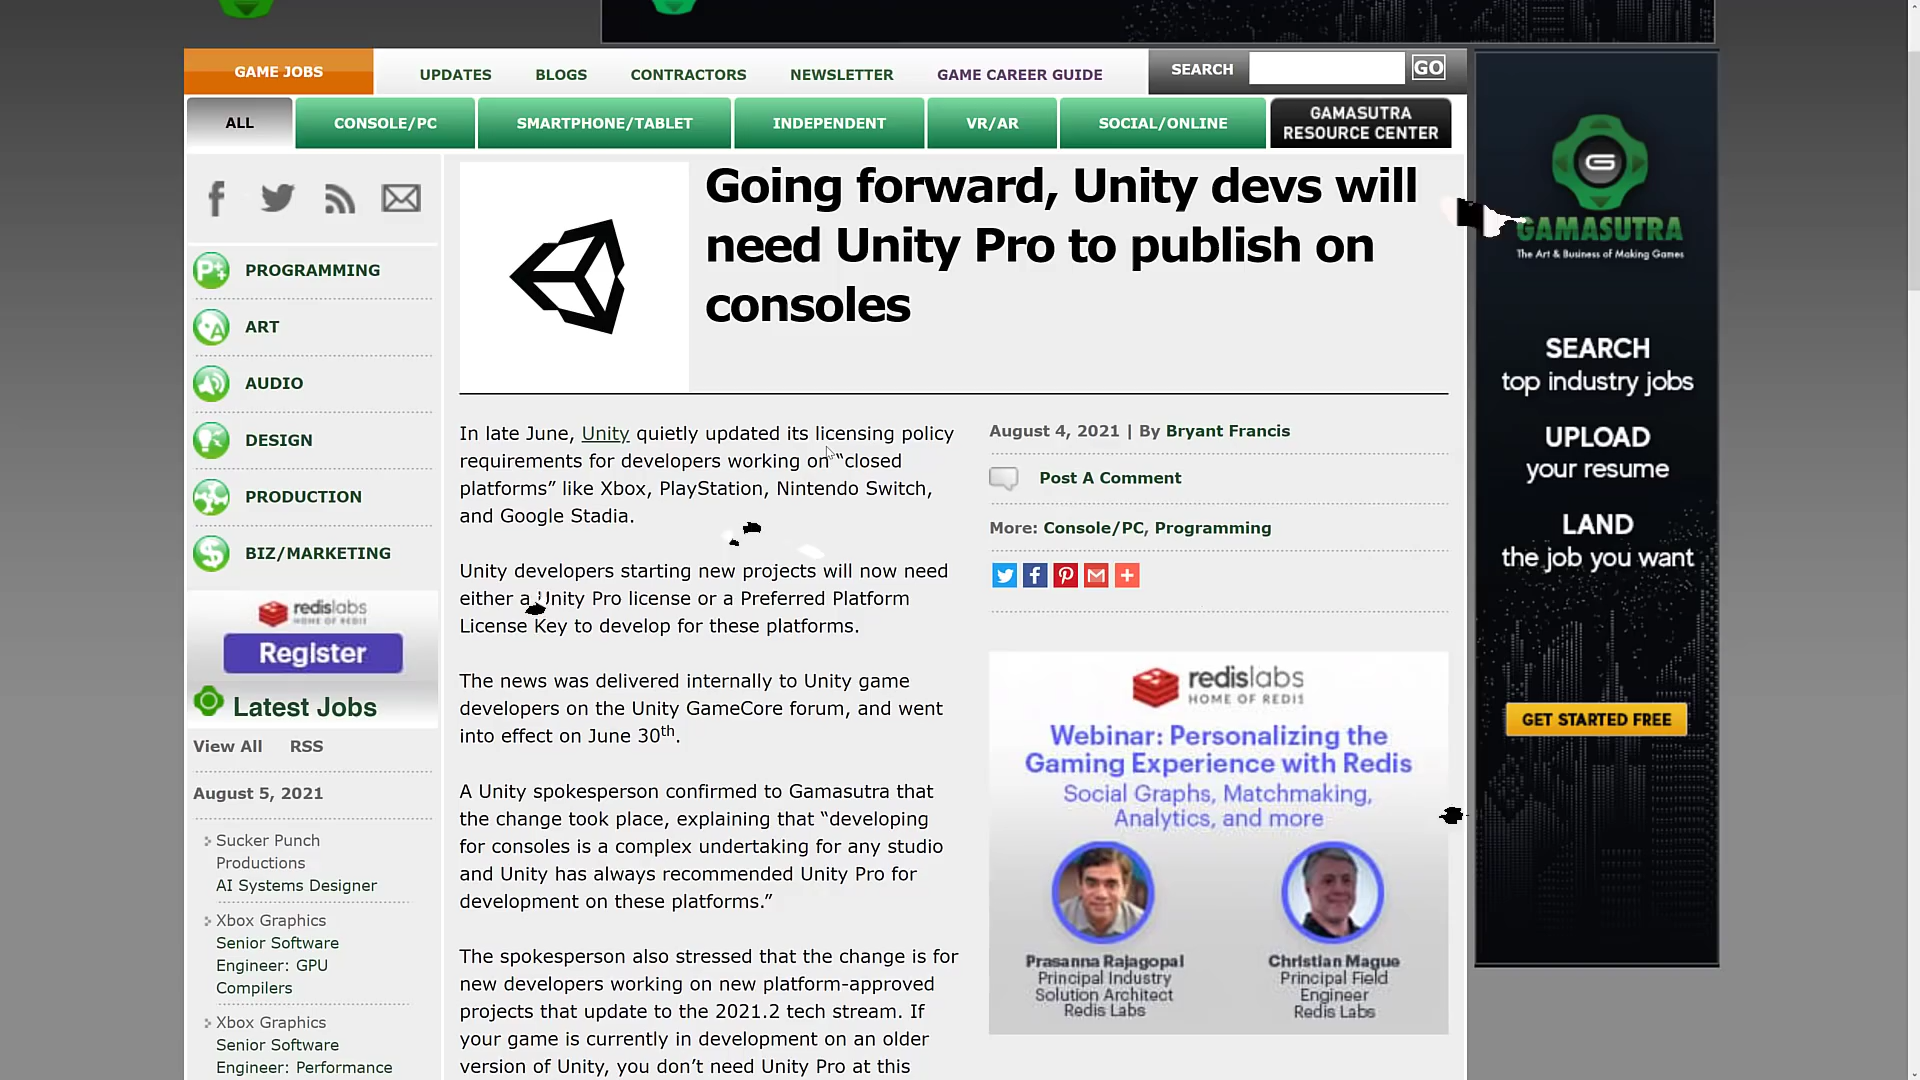 GAME JOBS
UPDATES
BLOGS
CONTRACTORS
NEWSLETTER
GAME CAREER GUIDE
SEARCH
GO
ALL
CONSOLE/PC
SMARTPHONE/TABLET
INDEPENDENT
VR/AR
SOCIAL/ONLINE
GAMASUTRA
RESOURCE CENTER
PROGRAMMING
ART
AUDIO
DESIGN
PRODUCTION
BIZ/MARKETING
redislabs
HOME OF REDIS
Register
Latest Jobs
View All
RSS
August 5, 2021
Sucker Punch
Productions
AI Systems Designer
Xbox Graphics
Senior Software
Engineer: GPU
Compilers
Xbox Graphics
Senior Software
Engineer: Performance
Going forward, Unity devs will
need Unity Pro to publish on
consoles
In late June, Unity quietly updated its licensing policy
requirements for developers working on “closed
platforms” like Xbox, PlayStation, Nintendo Switch,
and Google Stadia.
Unity developers starting new projects will now need
either a Unity Pro license or a Preferred Platform
License Key to develop for these platforms.
The news was delivered internally to Unity game
developers on the Unity GameCore forum, and went
into effect on June 30th.
A Unity spokesperson confirmed to Gamasutra that
the change took place, explaining that “developing
for consoles is a complex undertaking for any studio
and Unity has always recommended Unity Pro for
development on these platforms.”
The spokesperson also stressed that the change is for
new developers working on new platform-approved
projects that update to the 2021.2 tech stream. If
your game is currently in development on an older
version of Unity, you don’t need Unity Pro at this
August 4, 2021 | By Bryant Francis
Post A Comment
More: Console/PC, Programming
redislabs
HOME OF REDIS
Webinar: Personalizing the
Gaming Experience with Redis
Social Graphs, Matchmaking,
Analytics, and more
Prasanna Rajagopal
Principal Industry
Solution Architect
Redis Labs
Christian Mague
Principal Field
Engineer
Redis Labs
GAMASUTRA
The Art & Business of Making Games
SEARCH
top industry jobs
UPLOAD
your resume
LAND
the job you want
GET STARTED FREE